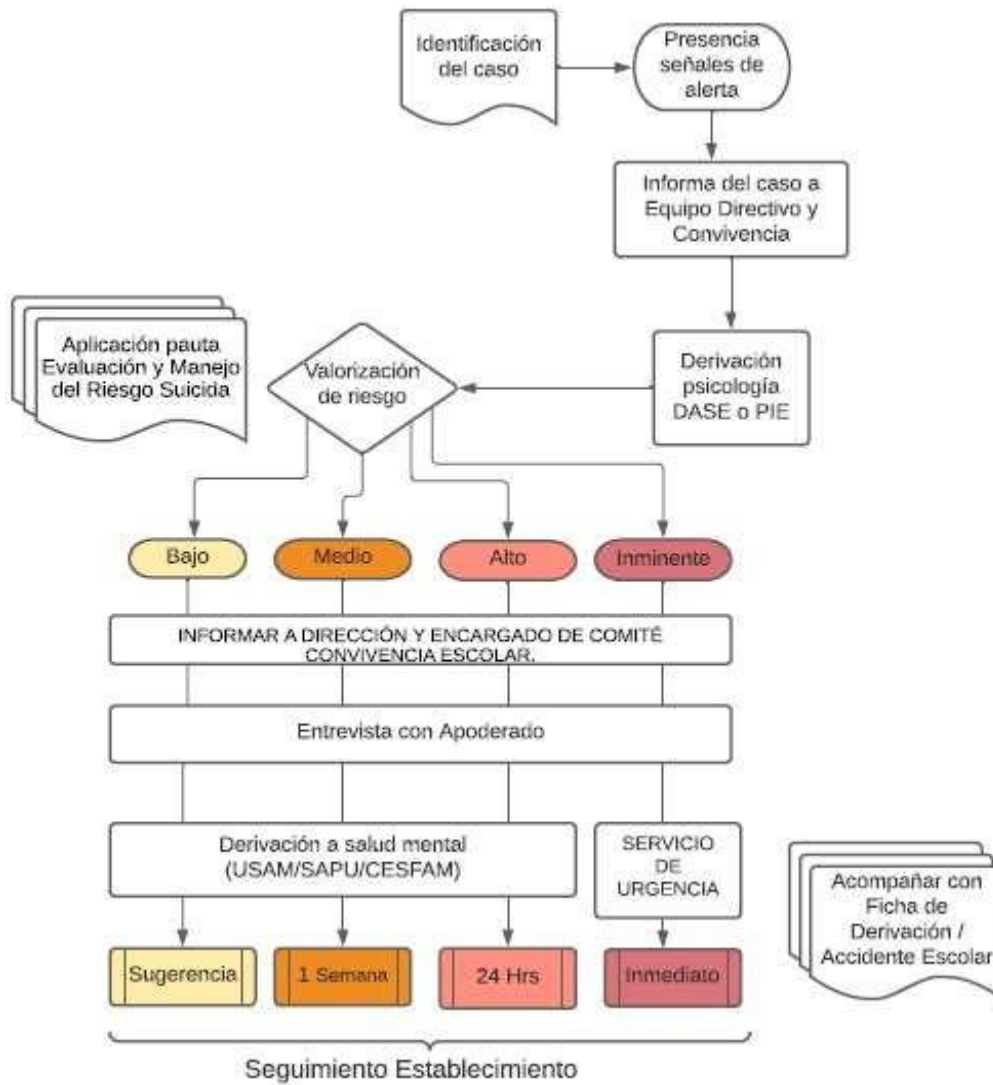 Identificación
del caso
Presencia
señales de
alerta
Informa del caso a
Equipo Directivo y
Convivencia
Aplicación pauta
Evaluación y Manejo
del Riesgo Suicida
Valorización
de riesgo
Derivación
psicología
DASE o PIE
Bajo
Medio
Alto
Inminente
INFORMAR A DIRECCIÓN Y ENCARGADO DE COMITÉ
CONVIVENCIA ESCOLAR.
Entrevista con Apoderado
Derivación a salud mental
(USAM/SAPU/CESFAM)
SERVICIO
DE
URGENCIA
Acompañar con
Ficha de
Derivación /
Accidente Escolar
Sugerencia
1 Semana
24 Hrs
Inmediato
Seguimiento Establecimiento